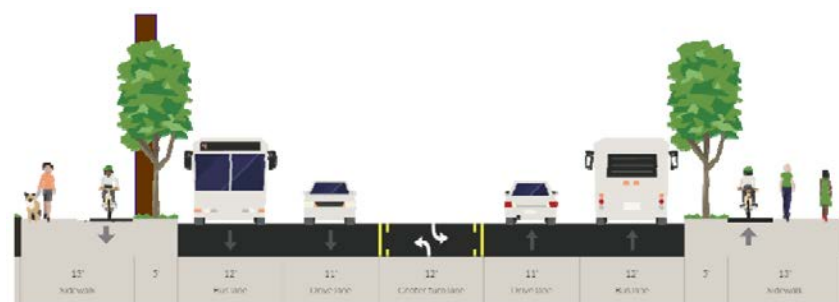 13' 5' 12' 11' 12' 11' 12' 5' 13'
Sidewalk Bus lane Drive lane Center turn lane Drive lane Bus lane Sidewalk